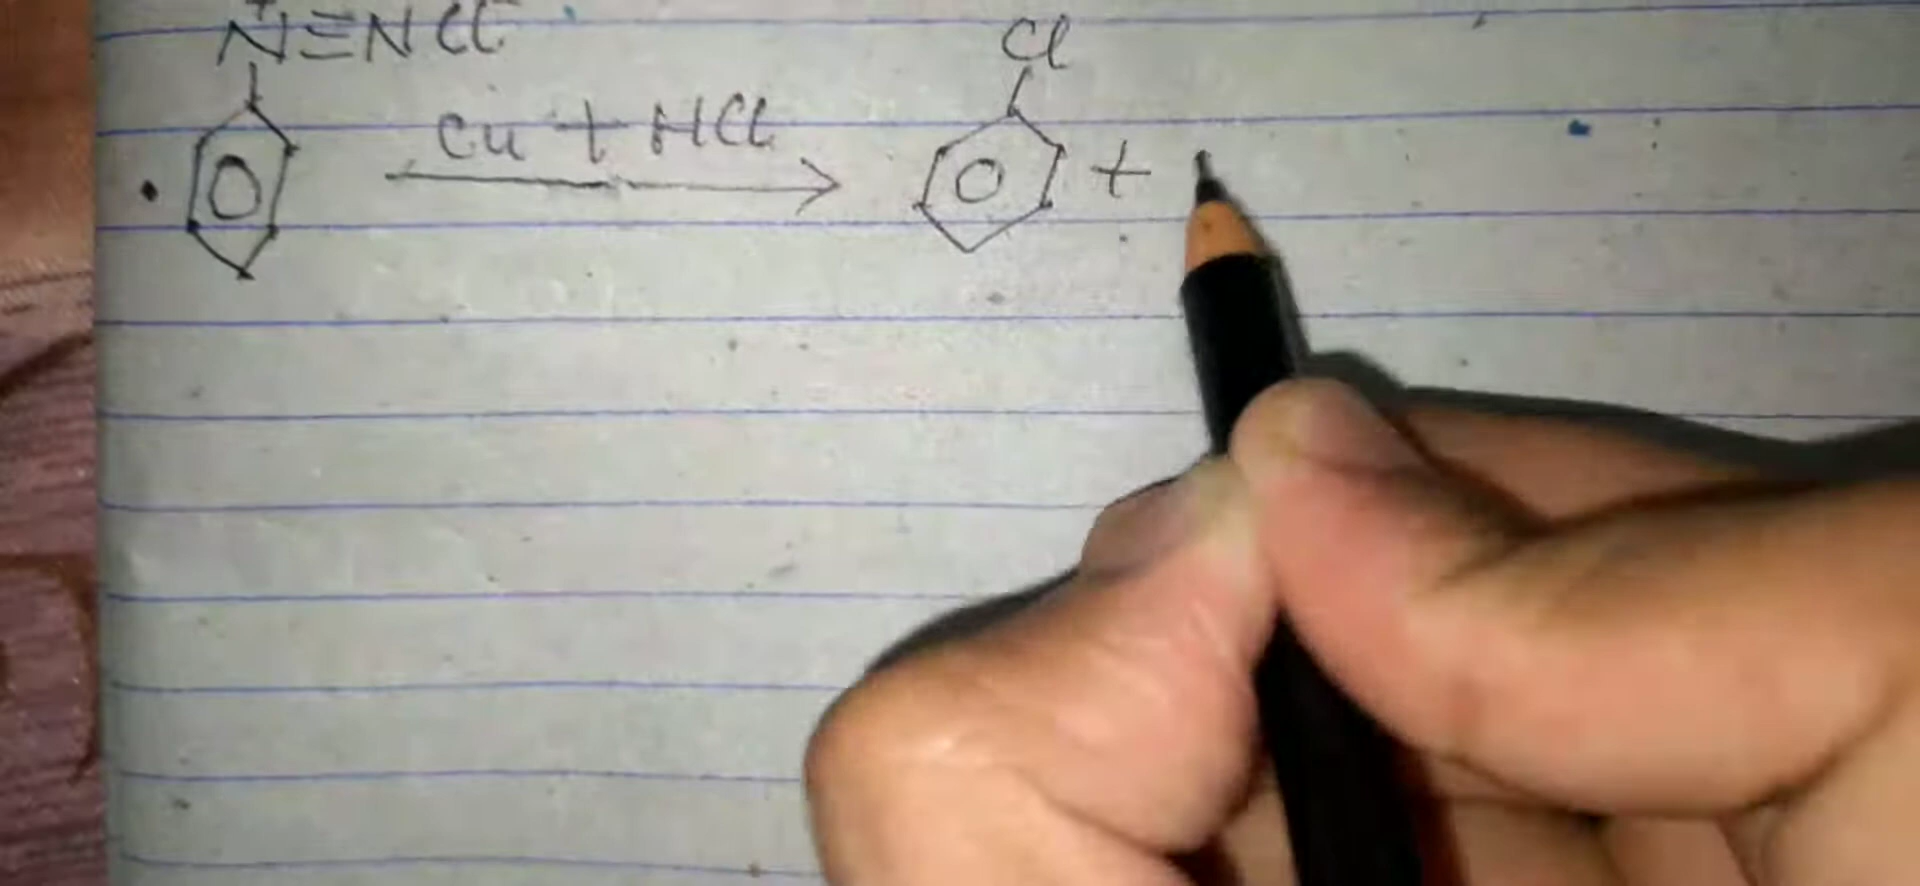 N≡NCl Cl
Cu + HCl
+